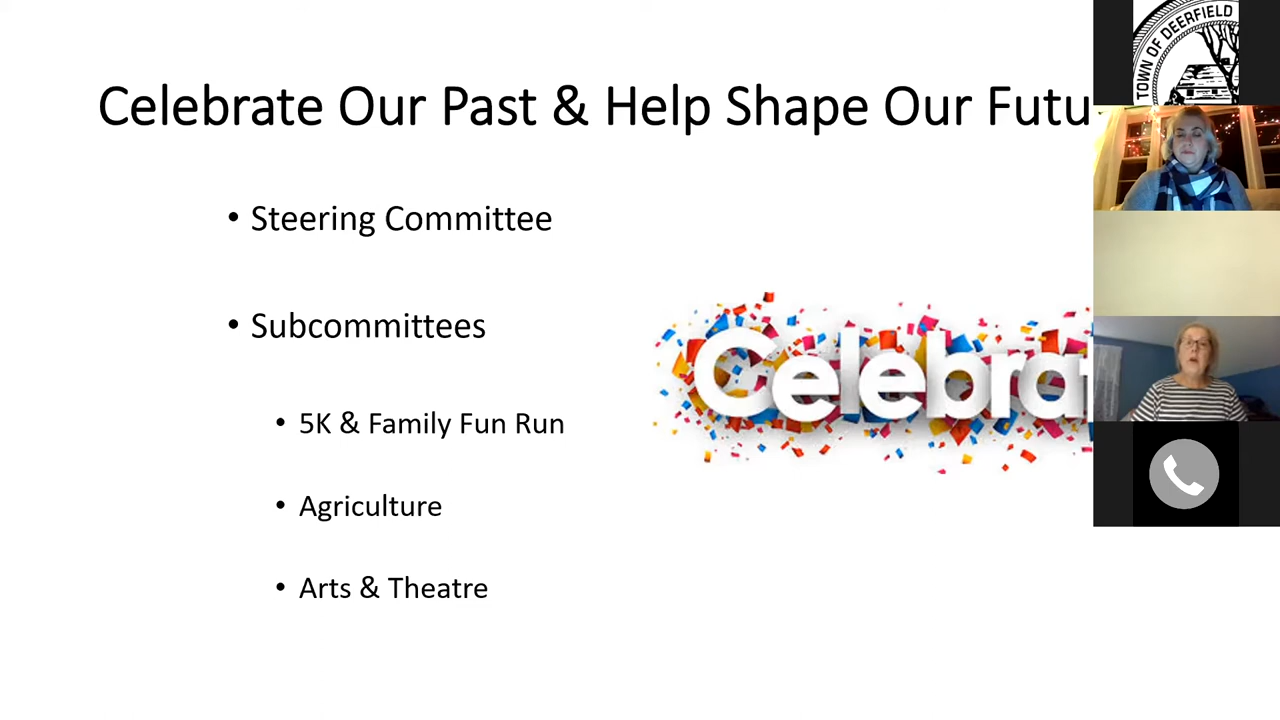 Celebrate Our Past & Help Shape Our Futu
• Steering Committee
• Subcommittees
• 5K & Family Fun Run
• Agriculture
• Arts & Theatre
Celebrat
TOWN OF DEERFIELD